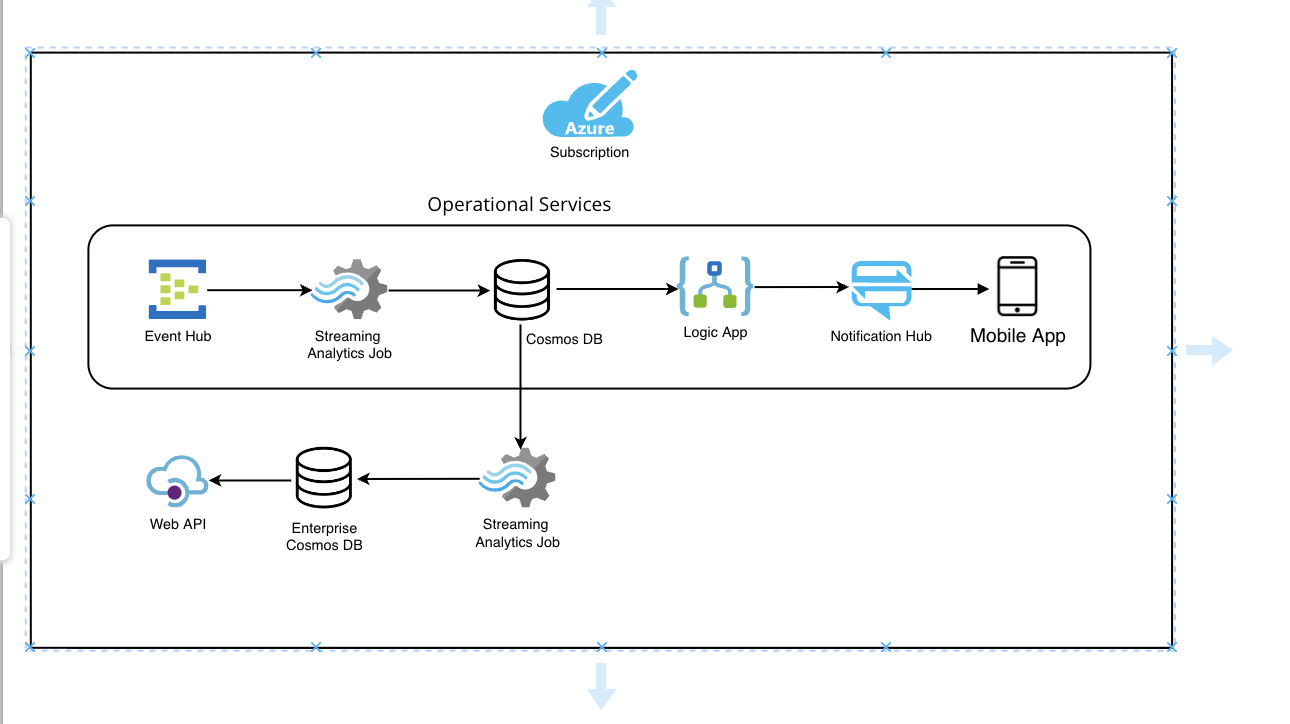 Azure
Subscription
Operational Services
Event Hub
Streaming
Analytics Job
Cosmos DB
Logic App
Notification Hub
Mobile App
Web API
Enterprise
Cosmos DB
Streaming
Analytics Job